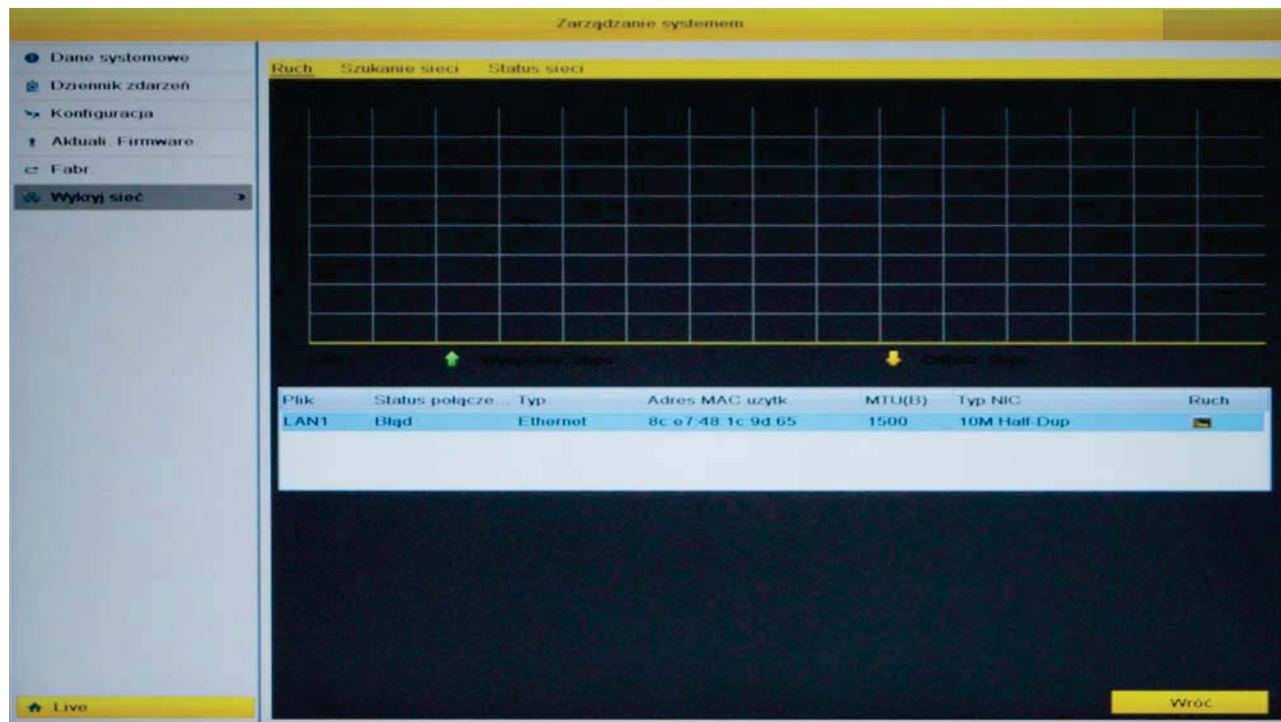 Zarządzanie systemem
Dane systemowe
Dziennik zdarzeń
Konfiguracja
Aktuali. Firmware
Fabr.
Wykryj sieć
Live
Ruch Szukanie sieci Status sieci
Plik Status połącze... Typ Adres MAC uzytk. MTU(B) Typ NIC Ruch
LAN1 Błąd Ethernet 8c:e7:48:1c:9d:65 1500 10M Half-Dup
Wróć